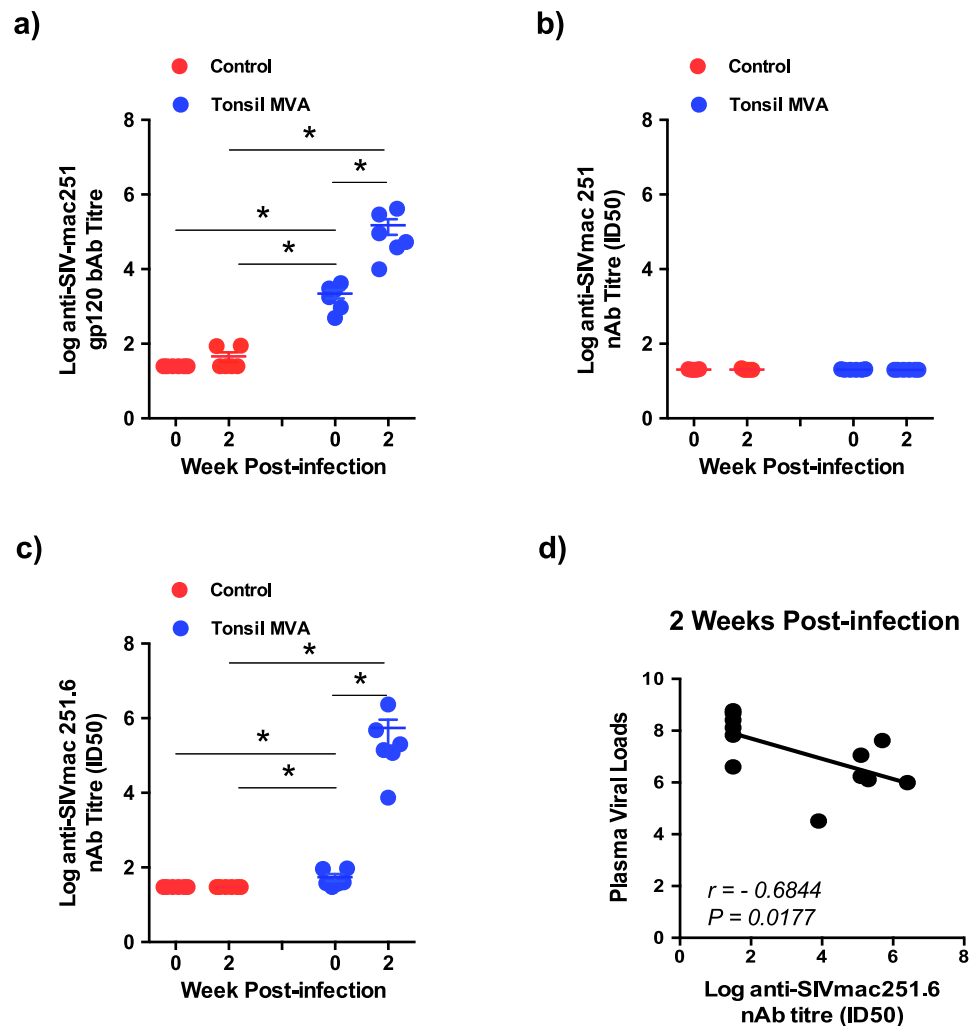 a)
Control
Tonsil MVA
Log anti-SIV-mac251
gp120 bAb Titre
8
6
4
2
0
*
*
*
*
0
2
0
2
Week Post-infection
b)
Control
Tonsil MVA
Log anti-SIVmac 251
nAb Titre (ID50)
8
6
4
2
0
0
2
0
2
Week Post-infection
c)
Control
Tonsil MVA
Log anti-SIVmac 251.6
nAb Titre (ID50)
8
6
4
2
0
*
*
*
*
0
2
0
2
Week Post-infection
d)
2 Weeks Post-infection
Plasma Viral Loads
10
8
6
4
2
0
r = - 0.6844
P = 0.0177
0
2
4
6
8
Log anti-SIVmac251.6
nAb titre (ID50)